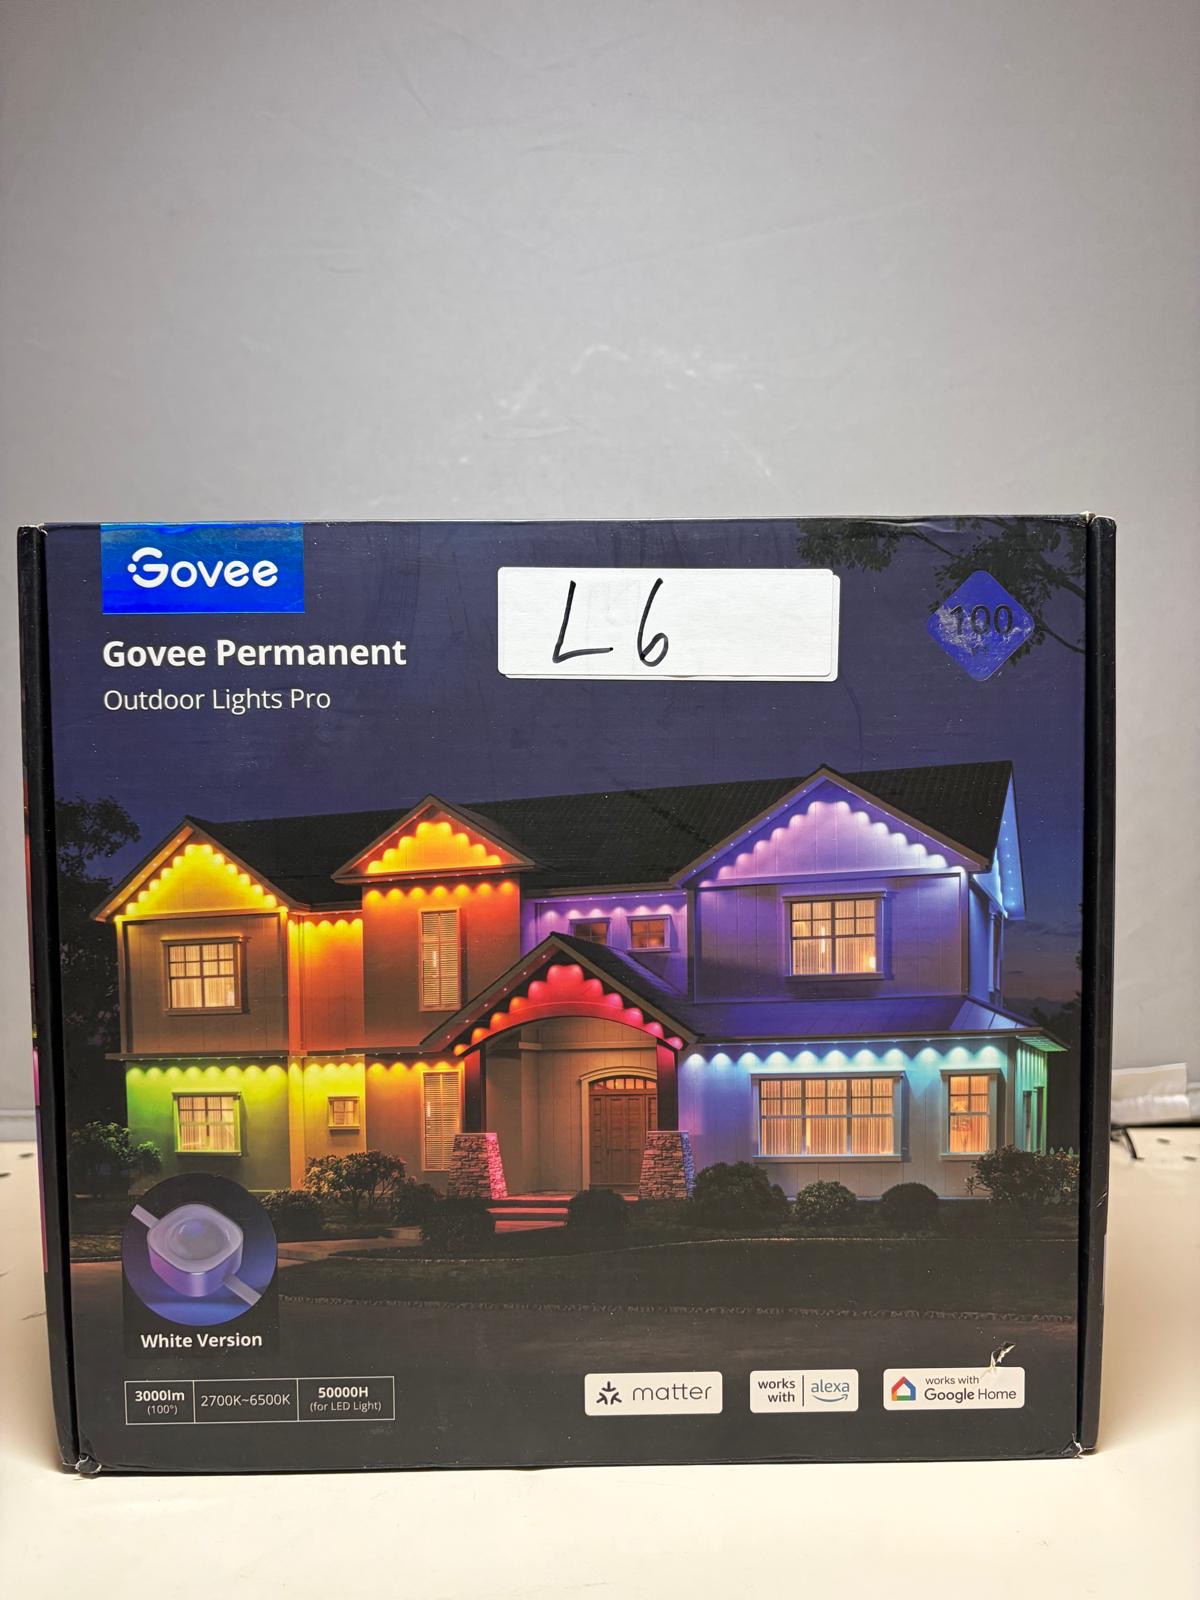 Govee
L6
100
Govee Permanent
Outdoor Lights Pro
White Version
3000lm
(100°)
2700K~6500K
50000H
(for LED Light)
matter
works
with
alexa
works with
Google Home